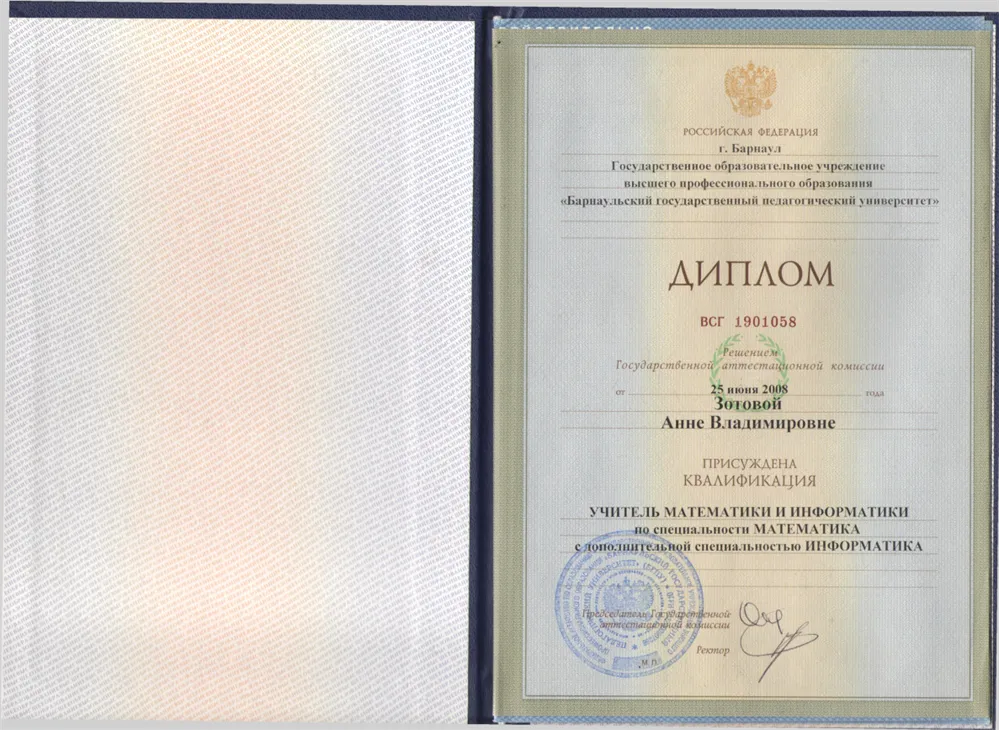 РОССИЙСКАЯ ФЕДЕРАЦИЯ
г. Барнаул
Государственное образовательное учреждение
высшего профессионального образования
«Барнаульский государственный педагогический университет»
ДИПЛОМ
ВСГ 1901058
Решением
Государственной аттестационной комиссии
от 25 июня 2008 года
Зотовой
Анне Владимировне
ПРИСУЖДЕНА
КВАЛИФИКАЦИЯ
УЧИТЕЛЬ МАТЕМАТИКИ И ИНФОРМАТИКИ
по специальности МАТЕМАТИКА
с дополнительной специальностью ИНФОРМАТИКА
Председатель Государственной
аттестационной комиссии
Ректор
М.П.